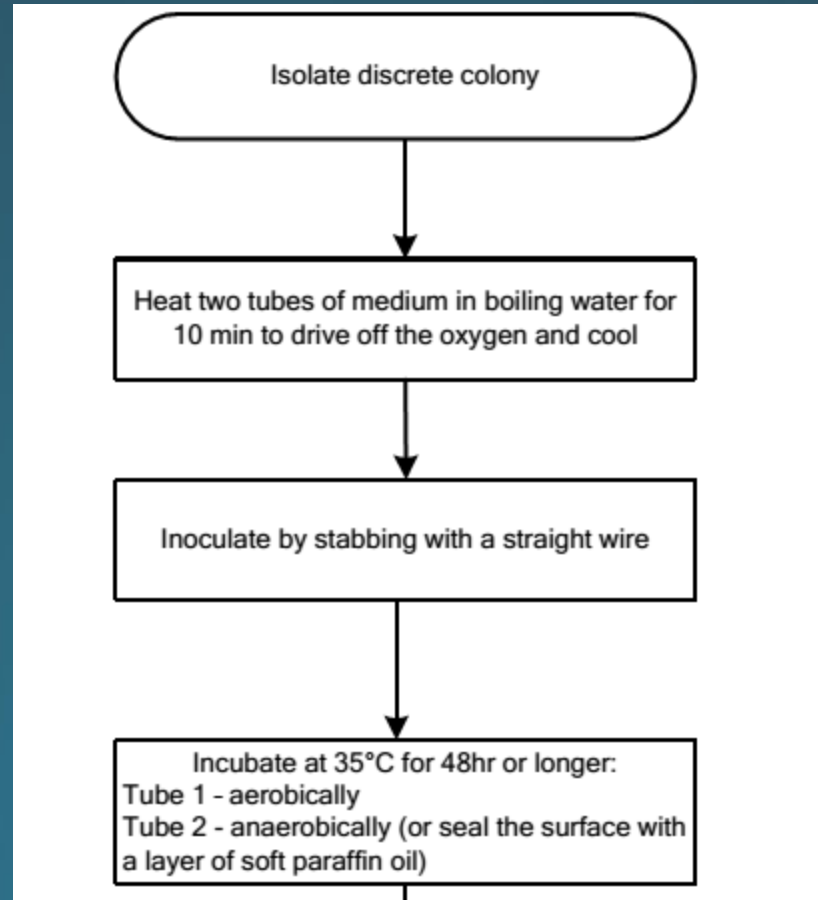 Isolate discrete colony
Heat two tubes of medium in boiling water for
10 min to drive off the oxygen and cool
Inoculate by stabbing with a straight wire
Incubate at 35°C for 48hr or longer:
Tube 1 - aerobically
Tube 2 - anaerobically (or seal the surface with
a layer of soft paraffin oil)